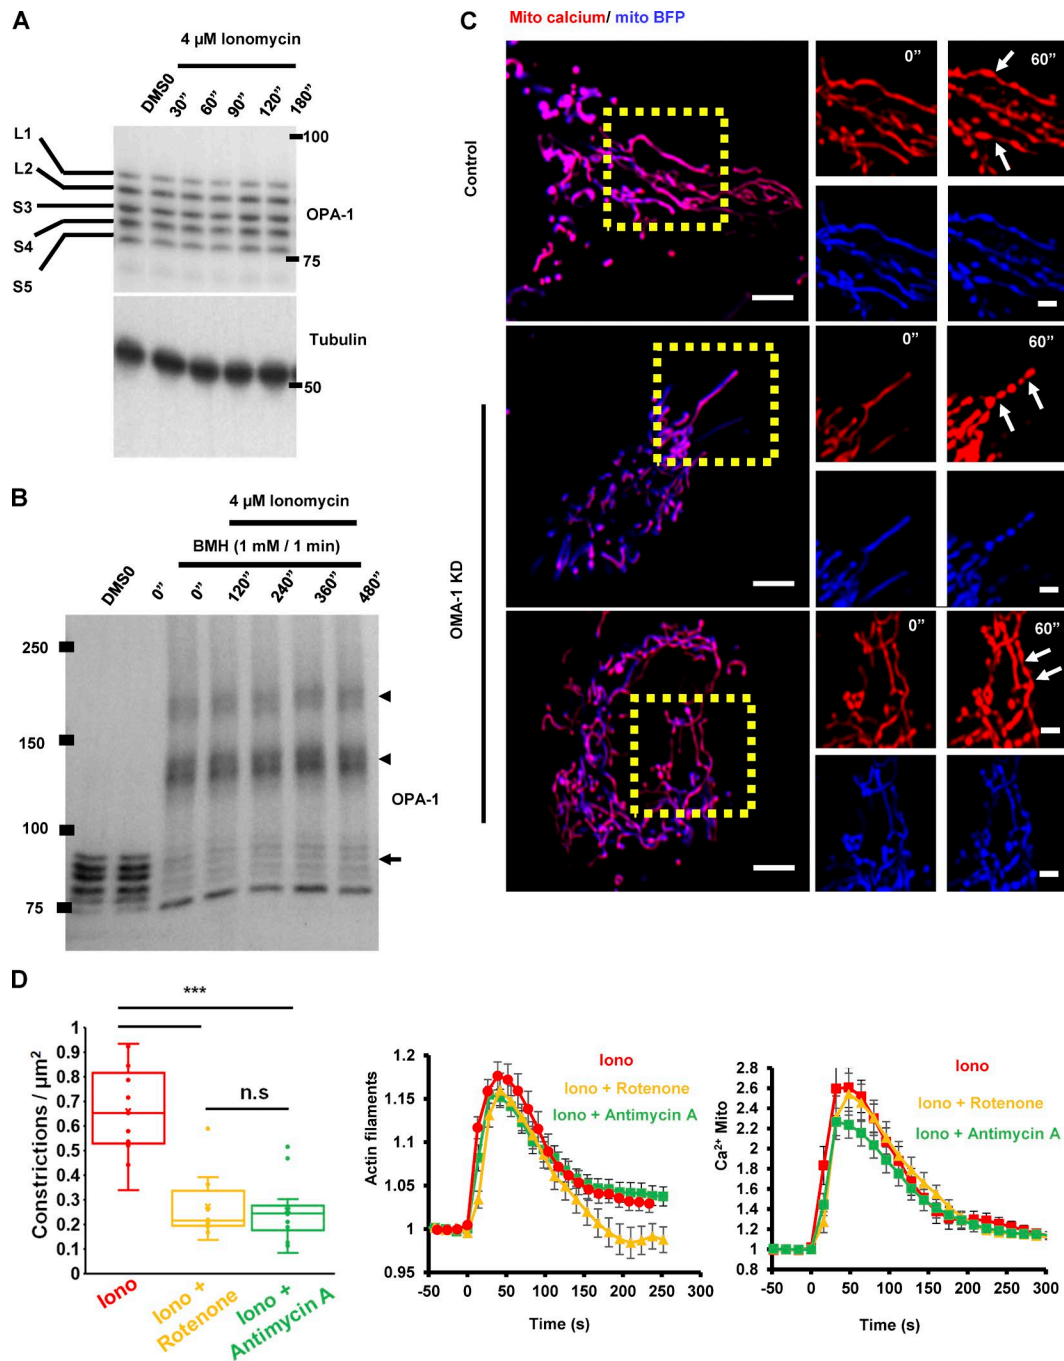 A
4 µM Ionomycin
DMS0
30”
60”
90”
120”
180”
L1
L2
S3
S4
S5
100
OPA-1
75
Tubulin
50
B
4 µM Ionomycin
BMH (1 mM / 1 min)
DMS0
0”
0”
120”
240”
360”
480”
250
150
100
75
OPA-1
C
Mito calcium/ mito BFP
Control
0”
60”
OMA-1 KD
0”
60”
0”
60”
D
***
n.s
Constrictions / µm2
1
0.9
0.8
0.7
0.6
0.5
0.4
0.3
0.2
0.1
0
Iono
Iono +
Rotenone
Iono +
Antimycin A
Actin filaments
1.2
1.15
1.1
1.05
1
0.95
Iono
Iono + Rotenone
Iono + Antimycin A
-50 0 50 100 150 200 250 300
Time (s)
Ca2+ Mito
2.8
2.6
2.4
2.2
2
1.8
1.6
1.4
1.2
1
0.8
Iono
Iono + Rotenone
Iono + Antimycin A
-50 0 50 100 150 200 250 300
Time (s)